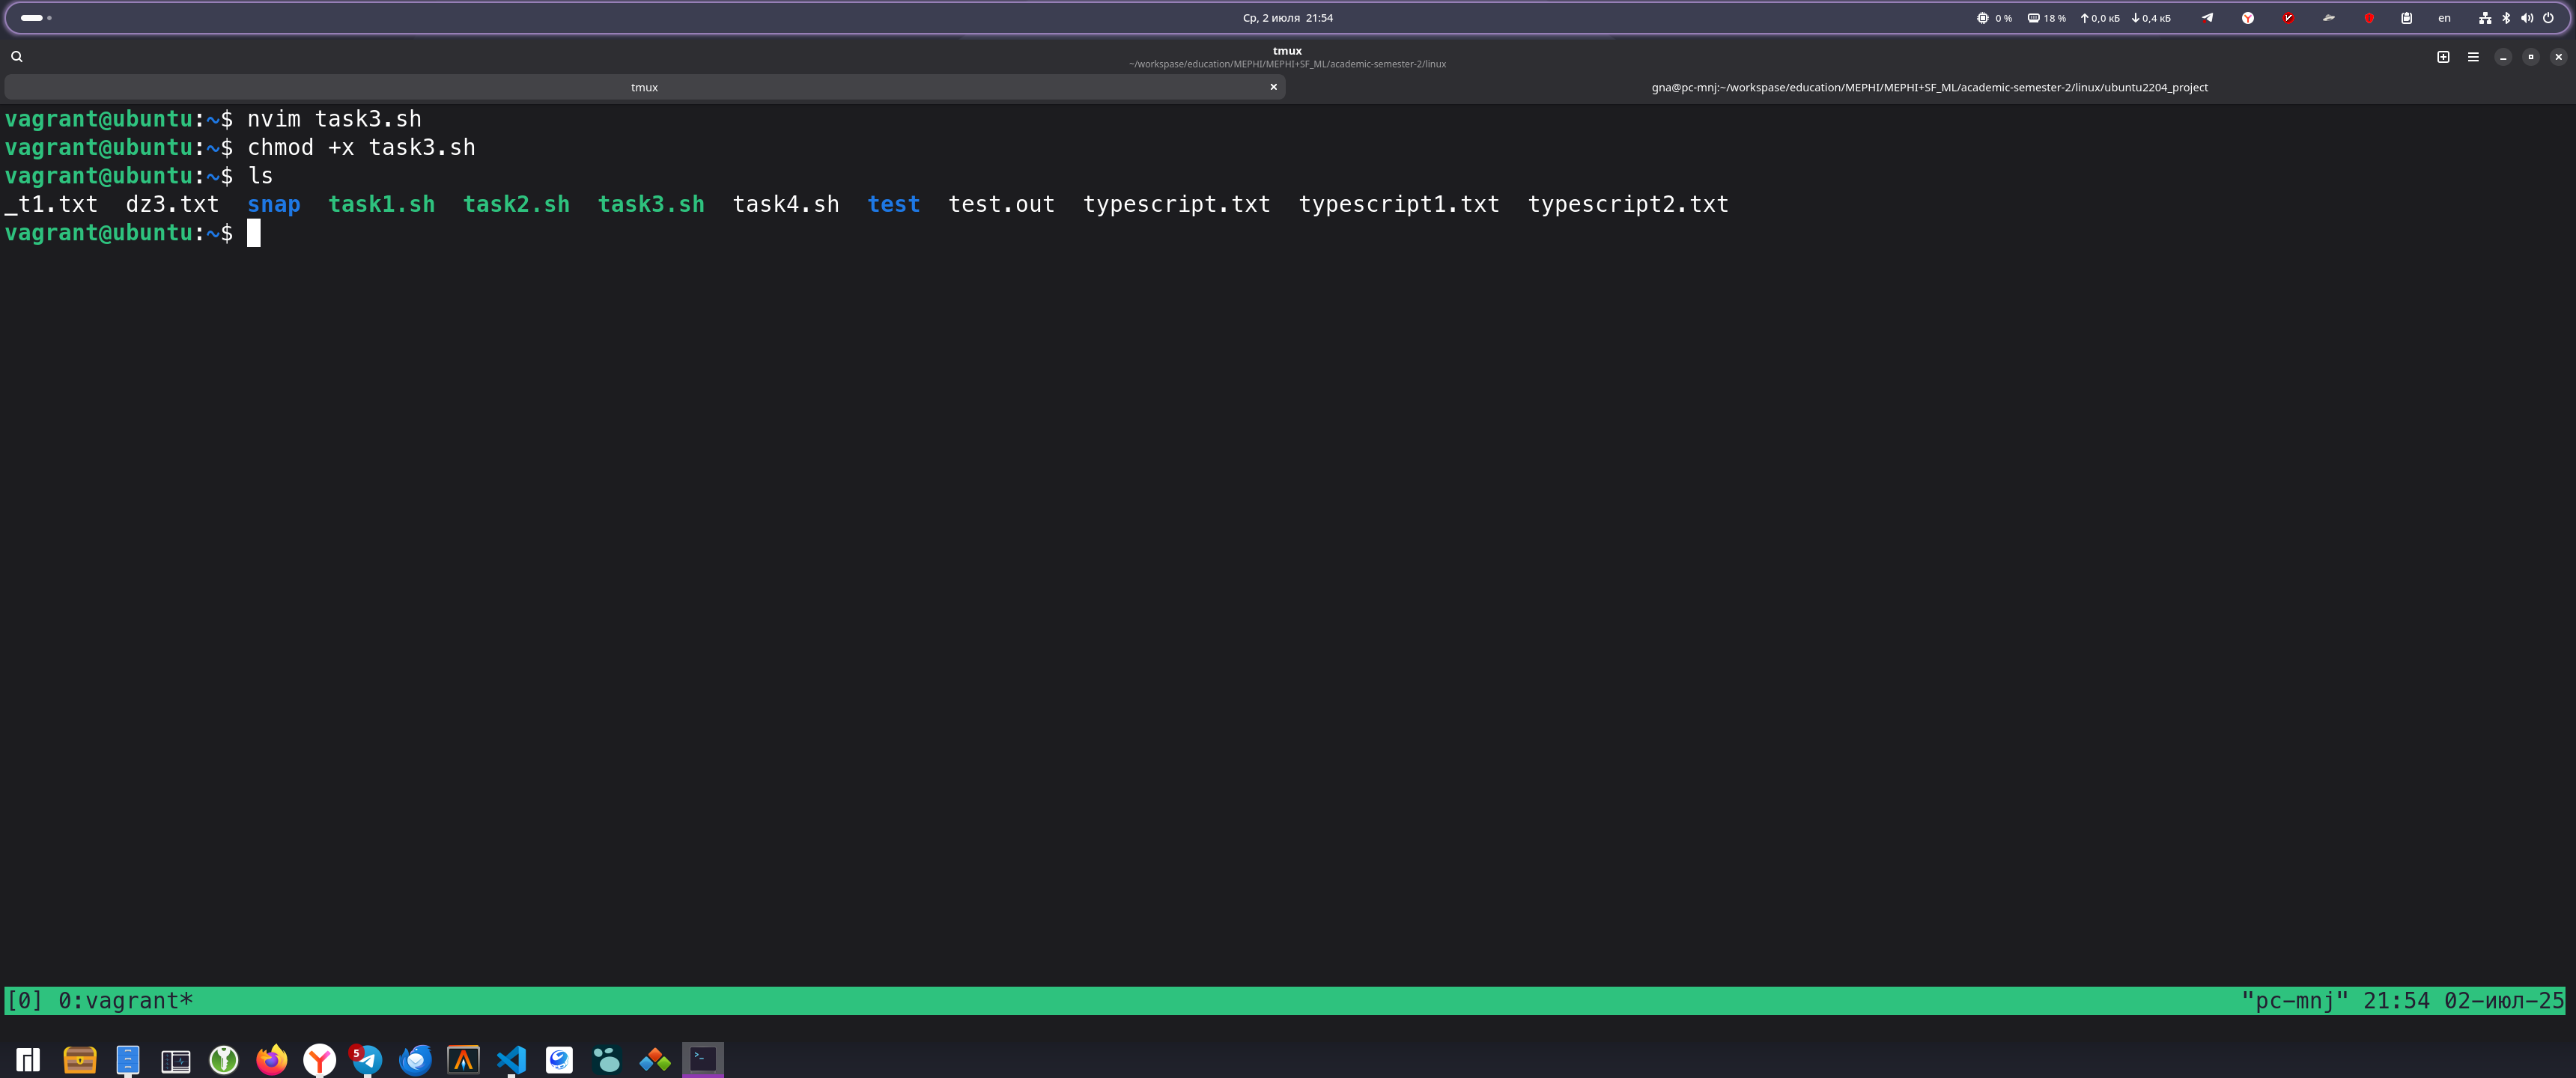 Ср, 2 июля 21:54
0 % 18 % 0,0 кБ 0,4 кБ en
tmux
~/workspase/education/MEPHI/MEPHI+SF_ML/academic-semester-2/linux
tmux
gna@pc-mnj:~/workspase/education/MEPHI/MEPHI+SF_ML/academic-semester-2/linux/ubuntu2204_project
vagrant@ubuntu:~$ nvim task3.sh
vagrant@ubuntu:~$ chmod +x task3.sh
vagrant@ubuntu:~$ ls
_t1.txt dz3.txt snap task1.sh task2.sh task3.sh task4.sh test test.out typescript.txt typescript1.txt typescript2.txt
vagrant@ubuntu:~$
[0] 0:vagrant* "pc-mnj" 21:54 02-июл-25
5